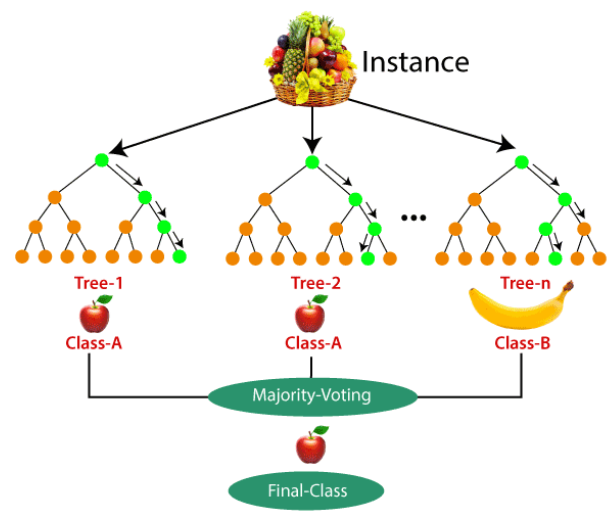 Instance
...
Tree-1
Tree-2
Tree-n
Class-A
Class-A
Class-B
Majority-Voting
Final-Class